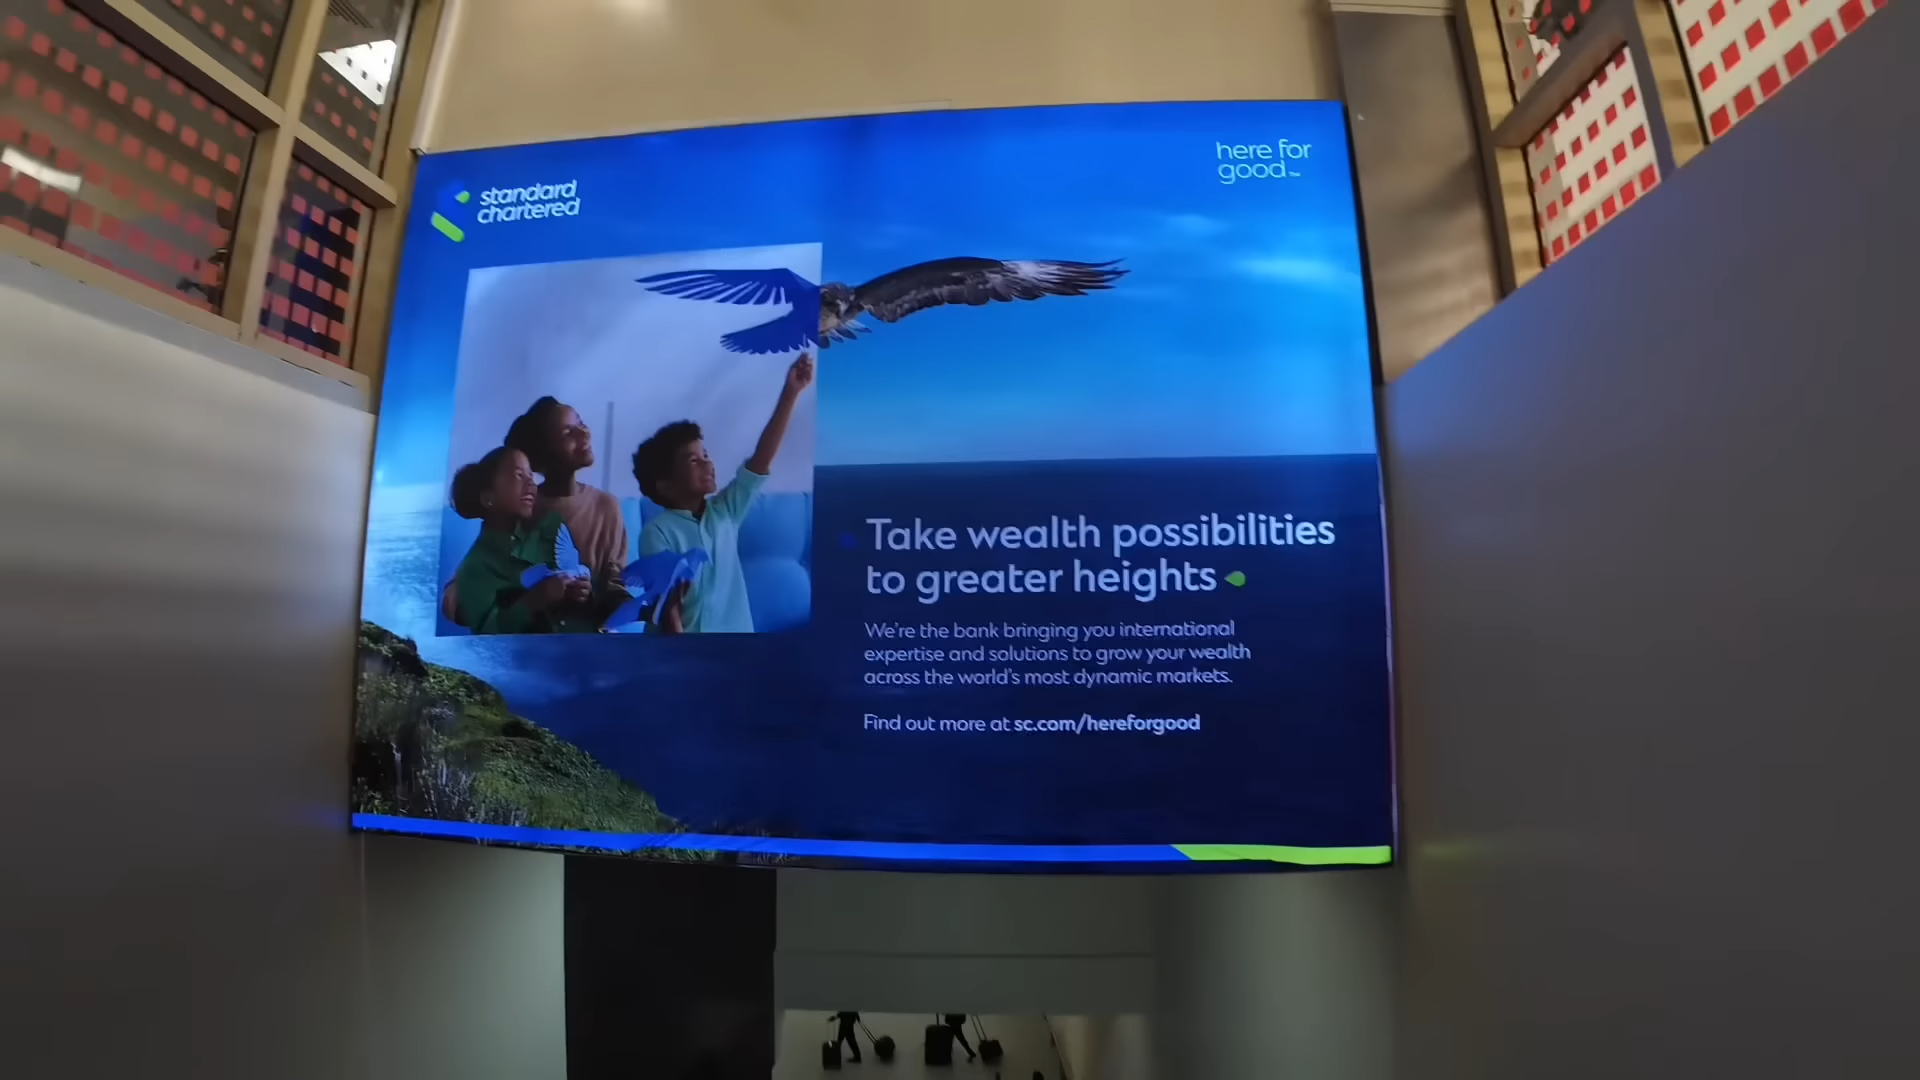 standard
chartered
here for
good™
Take wealth possibilities
to greater heights
We're the bank bringing you international
expertise and solutions to grow your wealth
across the world's most dynamic markets.
Find out more at sc.com/hereforgood